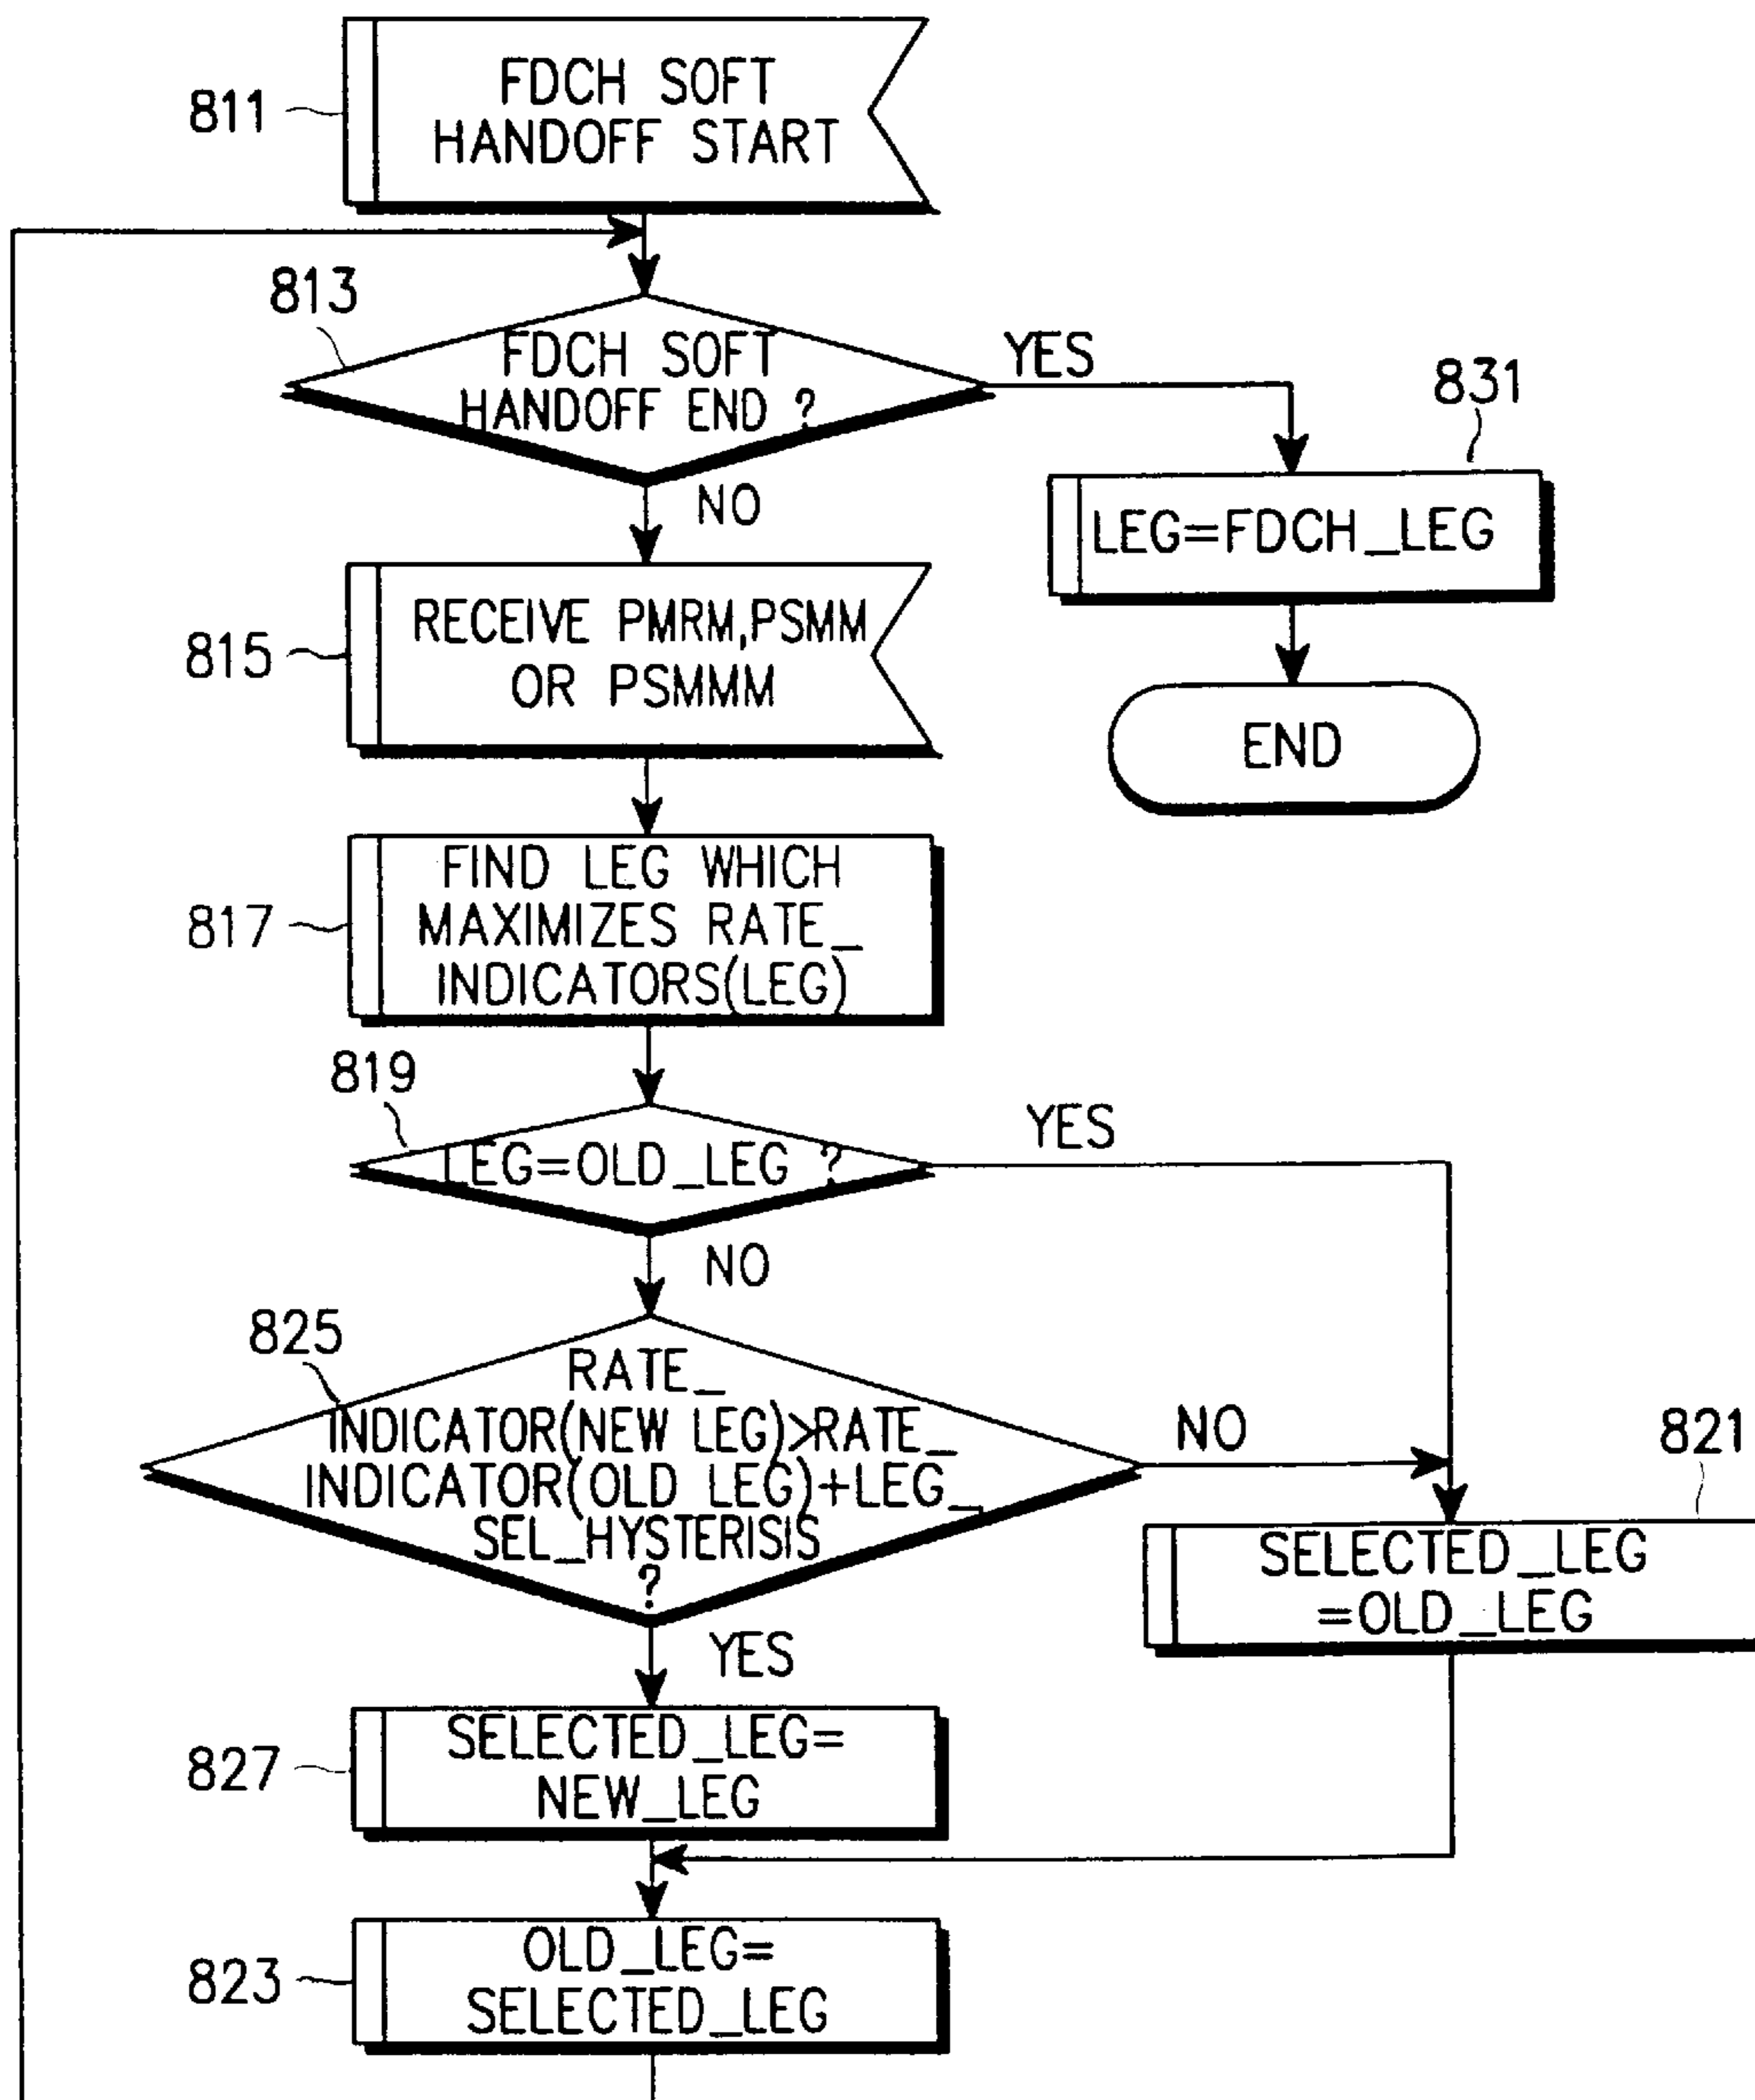 811
FDCH SOFT
HANDOFF START
813
FDCH SOFT
HANDOFF END ?
YES
NO
831
LEG=FDCH_LEG
END
815
RECEIVE PMRM,PSMM
OR PSMMM
817
FIND LEG WHICH
MAXIMIZES RATE_
INDICATORS(LEG)
819
LEG=OLD_LEG ?
YES
NO
825
RATE_
INDICATOR(NEW LEG)>RATE_
INDICATOR(OLD LEG)+LEG_
SEL_HYSTERISIS
?
NO
YES
821
SELECTED_LEG
=OLD_LEG
827
SELECTED_LEG=
NEW_LEG
823
OLD_LEG=
SELECTED_LEG